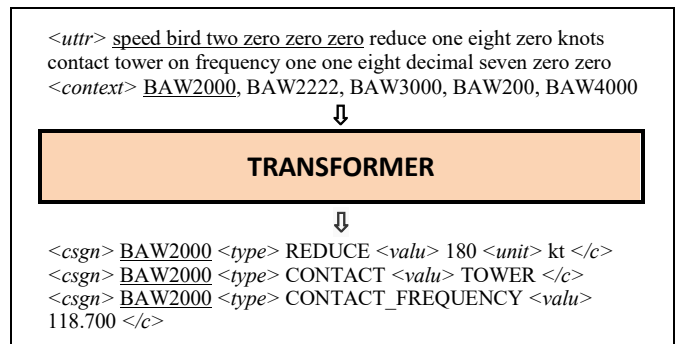 <uttr> speed bird two zero zero zero reduce one eight zero knots
contact tower on frequency one one eight decimal seven zero zero
<context> BAW2000, BAW2222, BAW3000, BAW200, BAW4000
⇩
TRANSFORMER
⇩
<csgn> BAW2000 <type> REDUCE <valu> 180 <unit> kt </c>
<csgn> BAW2000 <type> CONTACT <valu> TOWER </c>
<csgn> BAW2000 <type> CONTACT_FREQUENCY <valu>
118.700 </c>